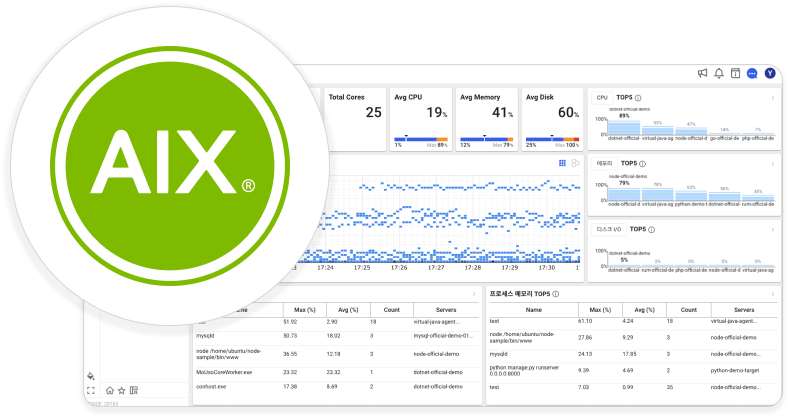 AIX®
Y
Total Cores
25
Avg CPU
19%
1% Max 89%
Avg Memory
41%
12% Max 79%
Avg Disk
60%
25% Max 100%
CPU TOP5
dotnet-official-demo
89%
100%
0%
53%
47%
14%
7%
dotnet-official-d virtual-java-ag node-official-d go-official-de php-official-de
메모리 TOP5
node-official-demo
79%
100%
0%
78%
node-official-d virtual-java-ag python-demo-t dotnet-official-d rum-official-de
디스크 I/O TOP5
dotnet-official-demo
5%
100%
0%
2%
0%
0%
0%
dotnet-official-d rum-official-de php-official-de node-official-d virtual-java-ag
17:24 17:25 17:26 17:27 17:28 17:29 17:30
Max (%) Avg (%) Count Servers
51.92 2.90 18 virtual-java-agent...
mysqld 50.73 18.02 3 mysql-official-demo-01...
node /home/ubuntu/node-
sample/bin/www 36.55 12.18 3 node-official-demo
MoUsoCoreWorker.exe 23.32 23.32 1 dotnet-official-demo
conhost.exe 17.38 8.69 2 dotnet-official-demo
프로세스 메모리 TOP5
Name Max (%) Avg (%) Count Servers
test 61.10 4.24 18 virtual-java-agent...
node /home/ubuntu/node-
sample/bin/www 27.86 9.29 3 node-official-demo
mysqld 24.13 17.85 3 node-official-demo...
python manage.py runserver
0.0.0.0:8000 9.39 4.69 2 python-demo-target
test 7.03 0.99 35 node-official-demo...